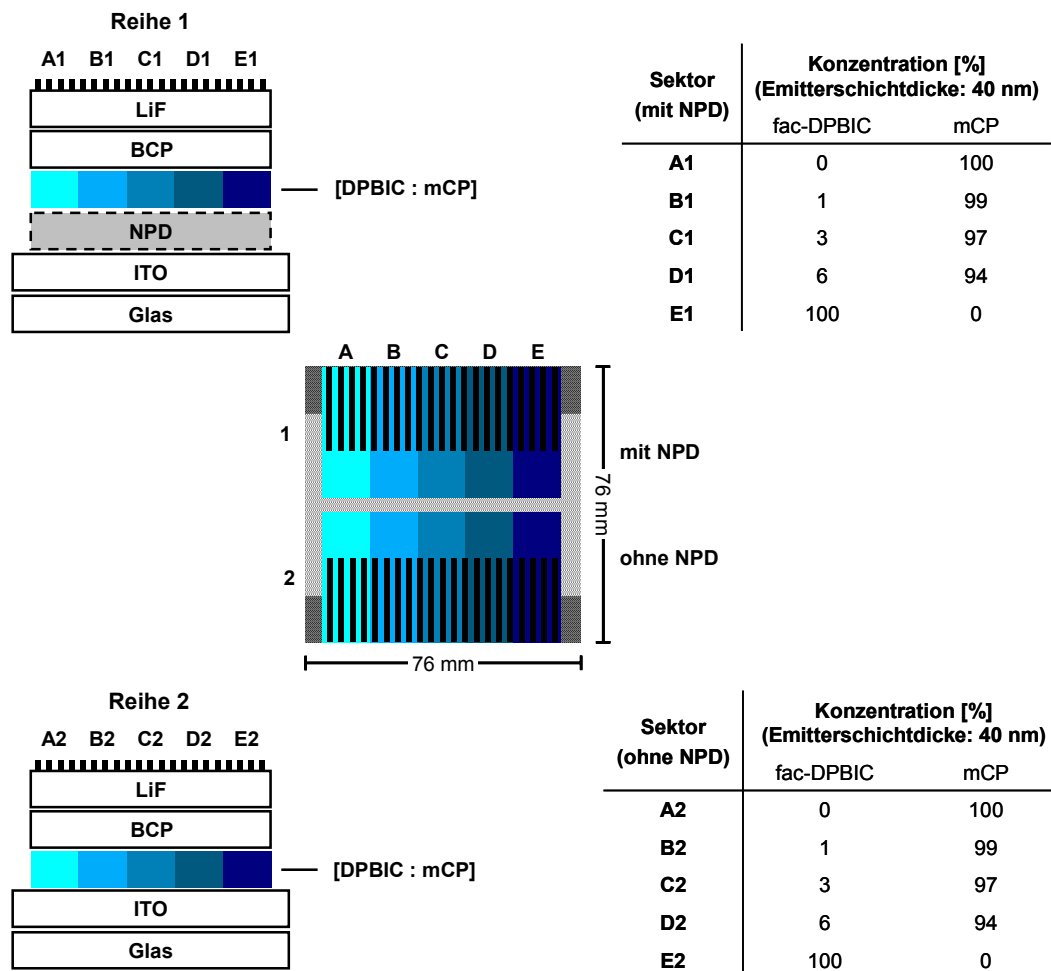 Reihe 1
A1 B1 C1 D1 E1
LiF
BCP
[DPBIC : mCP]
NPD
ITO
Glas
Sektor
(mit NPD)
Konzentration [%]
(Emitterschichtdicke: 40 nm)
fac-DPBIC mCP
A1 0 100
B1 1 99
C1 3 97
D1 6 94
E1 100 0
A B C D E
1
mit NPD
76 mm
ohne NPD
2
76 mm
Reihe 2
A2 B2 C2 D2 E2
LiF
BCP
[DPBIC : mCP]
ITO
Glas
Sektor
(ohne NPD)
Konzentration [%]
(Emitterschichtdicke: 40 nm)
fac-DPBIC mCP
A2 0 100
B2 1 99
C2 3 97
D2 6 94
E2 100 0